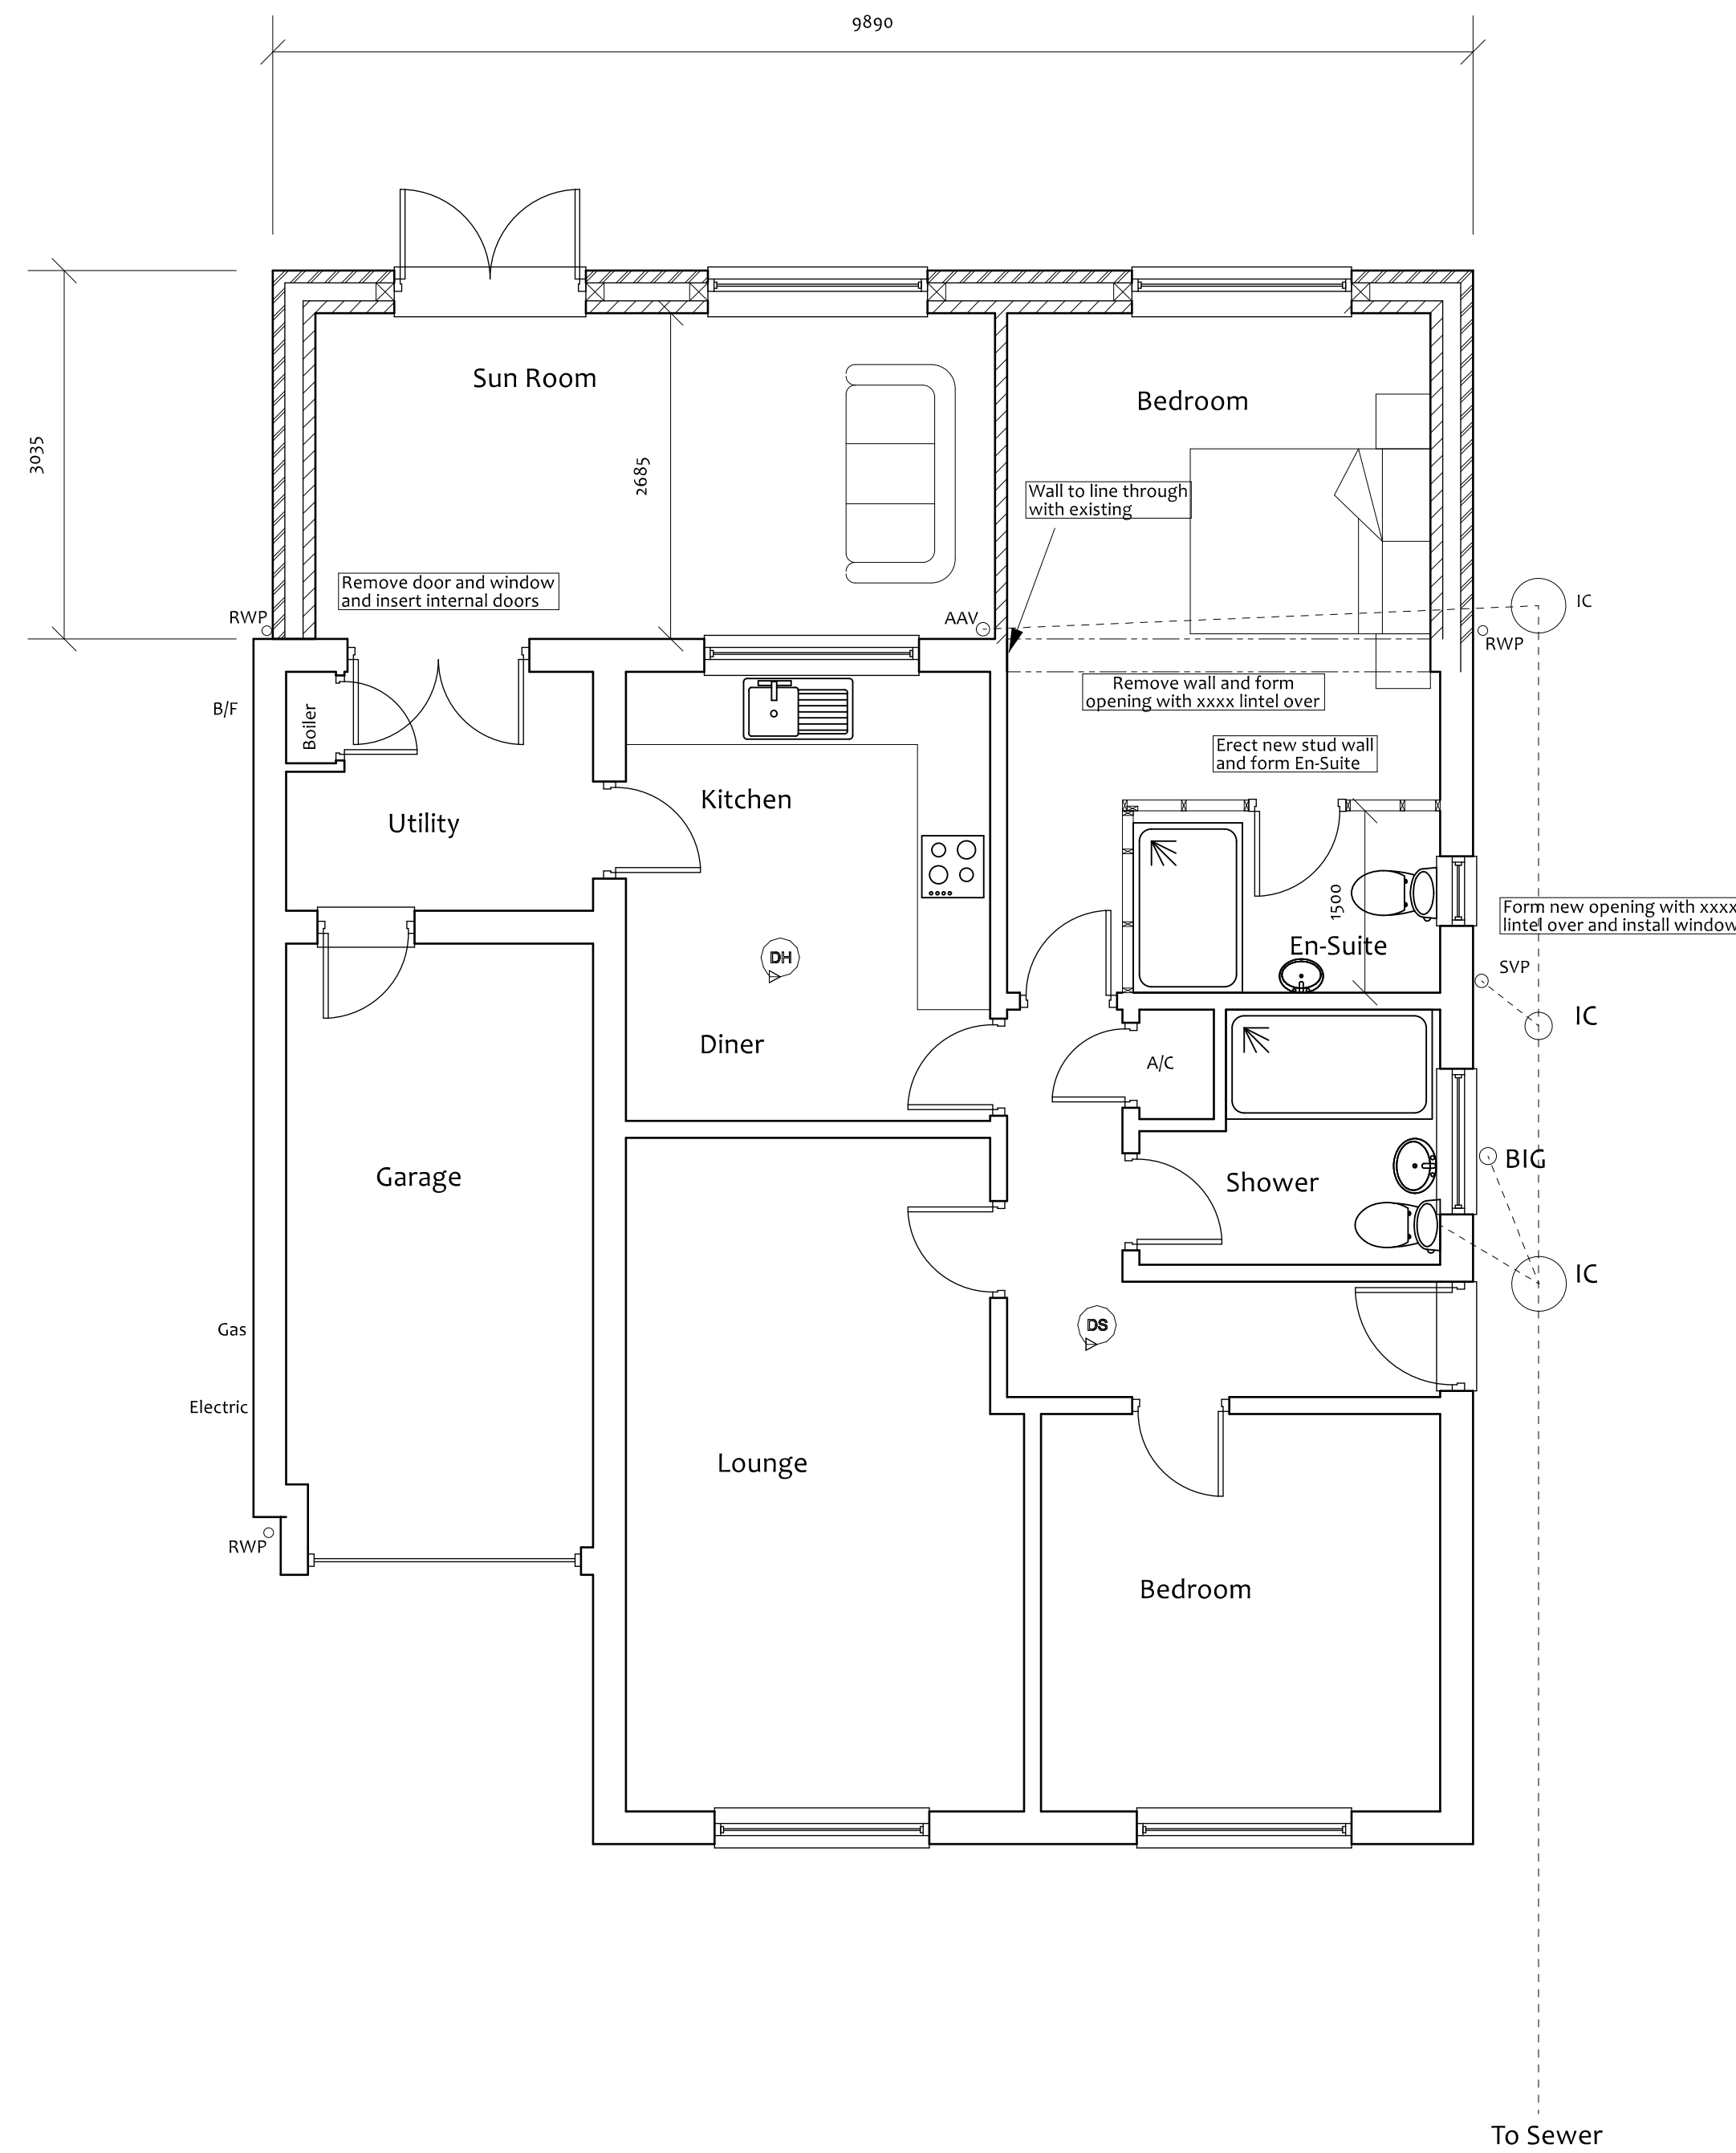 9890
Sun Room
Bedroom
3035
2685
Wall to line through
with existing
Remove door and window
and insert internal doors
RWP
AAV
IC
RWP
B/F
Boiler
Remove wall and form
opening with xxxx lintel over
Erect new stud wall
and form En-Suite
Kitchen
Utility
1500
Form new opening with xxxx
lintel over and install window
En-Suite
DH
SVP
IC
Diner
A/C
BIG
Garage
Shower
IC
Gas
DS
Electric
Lounge
RWP
Bedroom
To Sewer